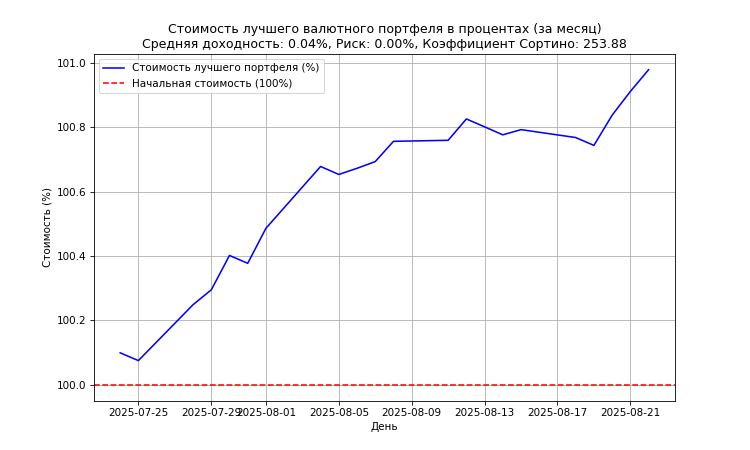 Стоимость лучшего валютного портфеля в процентах (за месяц)
Средняя доходность: 0.04%, Риск: 0.00%, Коэффициент Сортино: 253.88
Стоимость лучшего портфеля (%)
Начальная стоимость (100%)
Стоимость (%)
101.0
100.8
100.6
100.4
100.2
100.0
2025-07-25 2025-07-29 2025-08-01 2025-08-05 2025-08-09 2025-08-13 2025-08-17 2025-08-21
День